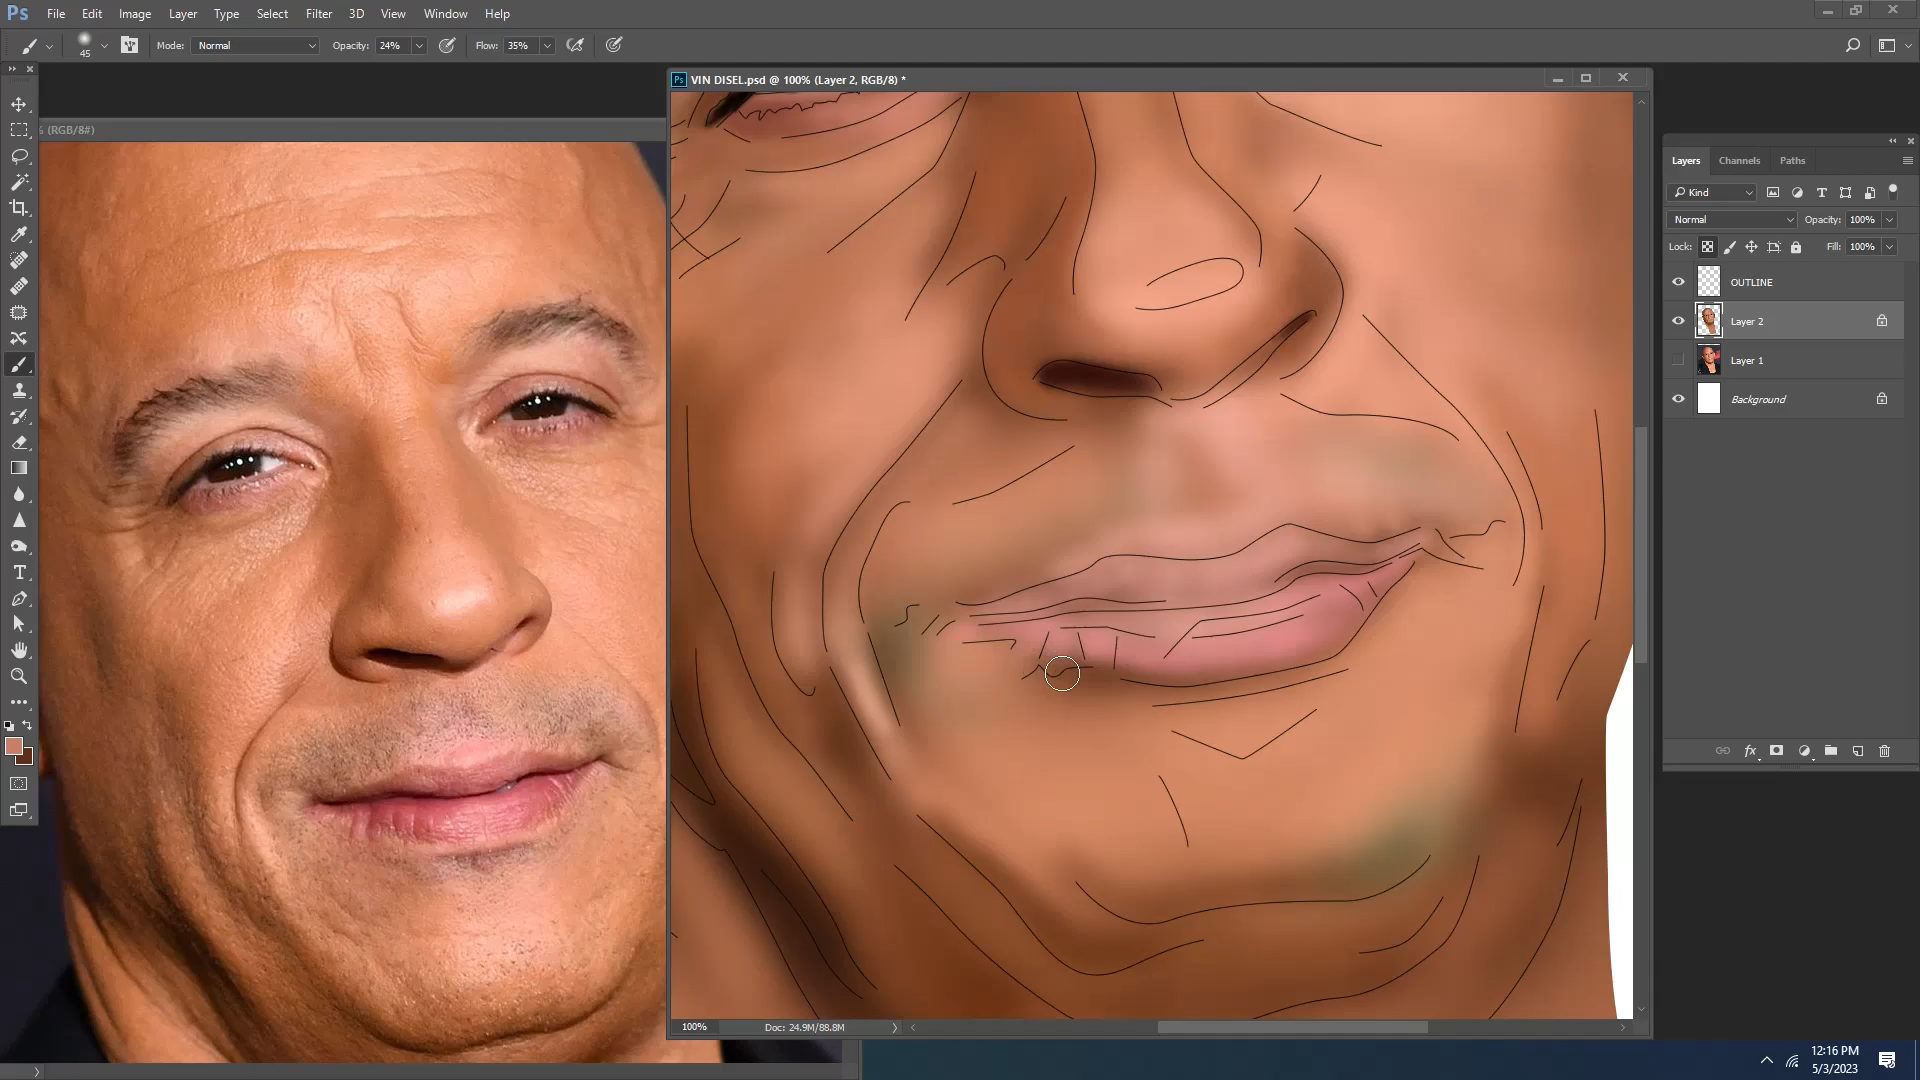 Ps File Edit Image Layer Type Select Filter 3D View Window Help
45 Mode: Normal Opacity: 24% Flow: 35%
% (RGB/8#)
Ps VIN DISEL.psd @ 100% (Layer 2, RGB/8) *
Layers Channels Paths
Kind
Normal Opacity: 100%
Lock: Fill: 100%
OUTLINE
Layer 2
Layer 1
Background
fx
100% Doc: 24.9M/88.8M
12:16 PM
5/3/2023